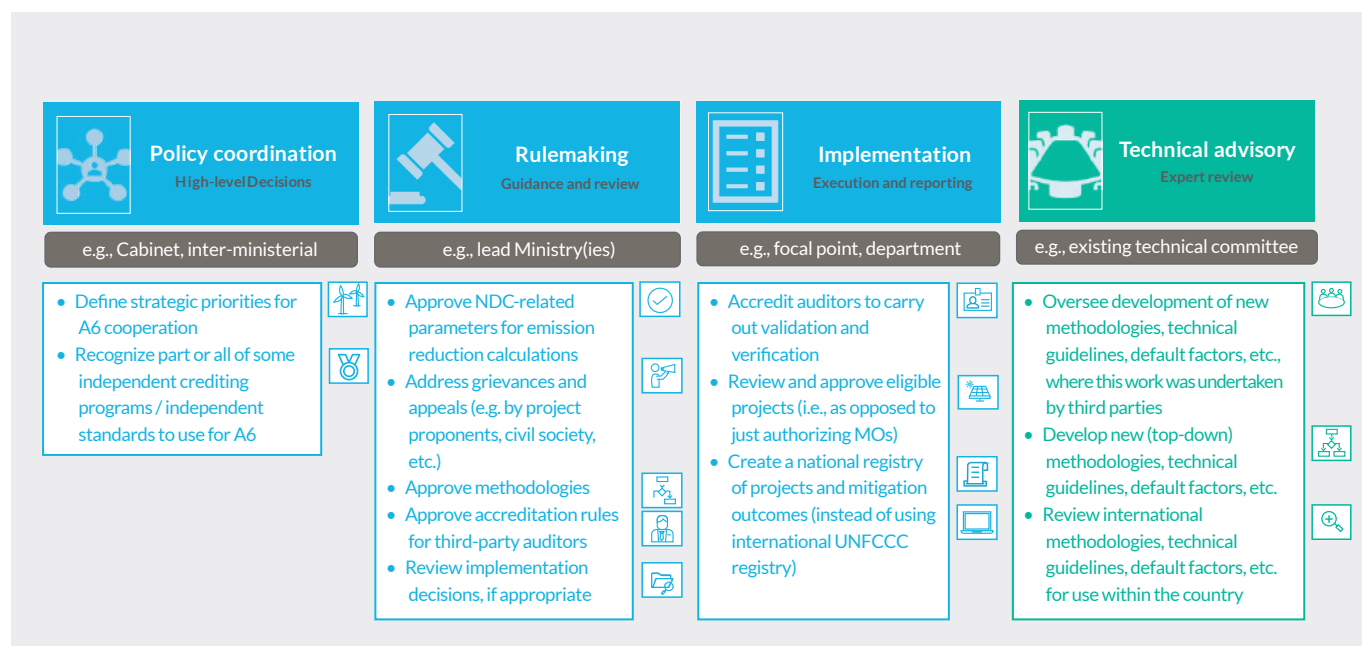 Policy coordination
High-level Decisions
e.g., Cabinet, inter-ministerial
• Define strategic priorities for
A6 cooperation
• Recognize part or all of some
independent crediting
programs / independent
standards to use for A6
Rulemaking
Guidance and review
e.g., lead Ministry(ies)
• Approve NDC-related
parameters for emission
reduction calculations
• Address grievances and
appeals (e.g. by project
proponents, civil society,
etc.)
• Approve methodologies
• Approve accreditation rules
for third-party auditors
• Review implementation
decisions, if appropriate
Implementation
Execution and reporting
e.g., focal point, department
• Accredit auditors to carry
out validation and
verification
• Review and approve eligible
projects (i.e., as opposed to
just authorizing MOs)
• Create a national registry
of projects and mitigation
outcomes (instead of using
international UNFCCC
registry)
Technical advisory
Expert review
e.g., existing technical committee
• Oversee development of new
methodologies, technical
guidelines, default factors, etc.,
where this work was undertaken
by third parties
• Develop new (top-down)
methodologies, technical
guidelines, default factors, etc.
• Review international
methodologies, technical
guidelines, default factors, etc.
for use within the country